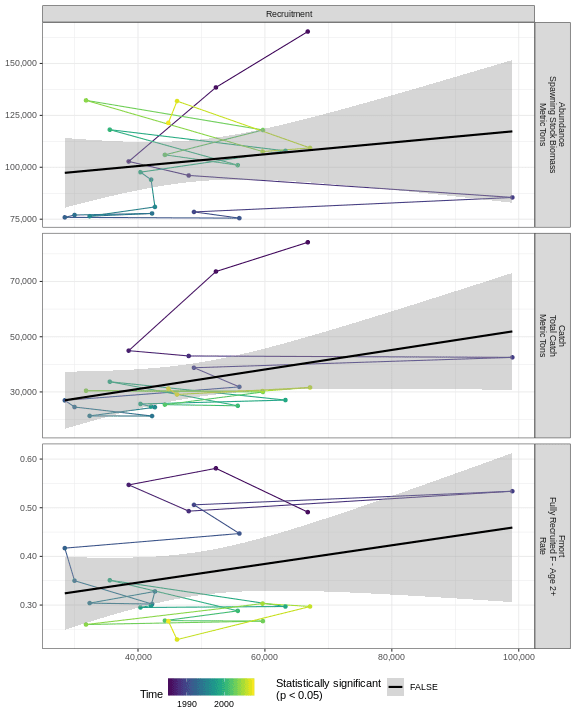 Recruitment
150,000
125,000
100,000
75,000
Abundance
Spawning Stock Biomass
Metric Tons
70,000
50,000
30,000
Catch
Total Catch
Metric Tons
0.60
0.50
0.40
0.30
Fmort
Fully Recruited F - Age 2+
Rate
40,000
60,000
80,000
100,000
Time
1990
2000
Statistically significant
(p < 0.05)
FALSE